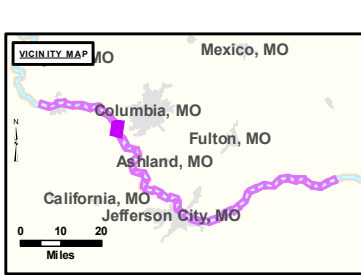 VICINITY MAP
MO
Mexico, MO
Columbia, MO
N
Fulton, MO
Ashland, MO
California, MO
Jefferson City, MO
0 10 20
Miles